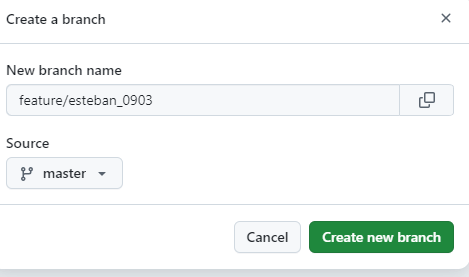 Create a branch
New branch name
feature/esteban_0903
Source
master
Cancel Create new branch